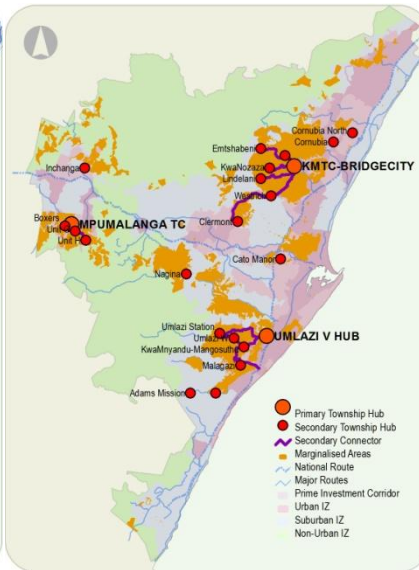 Cornubia North
Cornubia
Emtshabeni
KMTC-BRIDGECITY
KwaNozaza
Lindelani
Inchanga
Clermont
Boxers
MPUMALANGA TC
Unit H
Cato Manor
Nagina
Umlazi Station
UMLAZI V HUB
Umlazi W
KwaMnyandu-Mangosuthu
Malagazi
Adams Mission
Primary Township Hub
Secondary Township Hub
Secondary Connector
Marginalised Areas
National Route
Major Routes
Prime Investment Corridor
Urban IZ
Suburban IZ
Non-Urban IZ